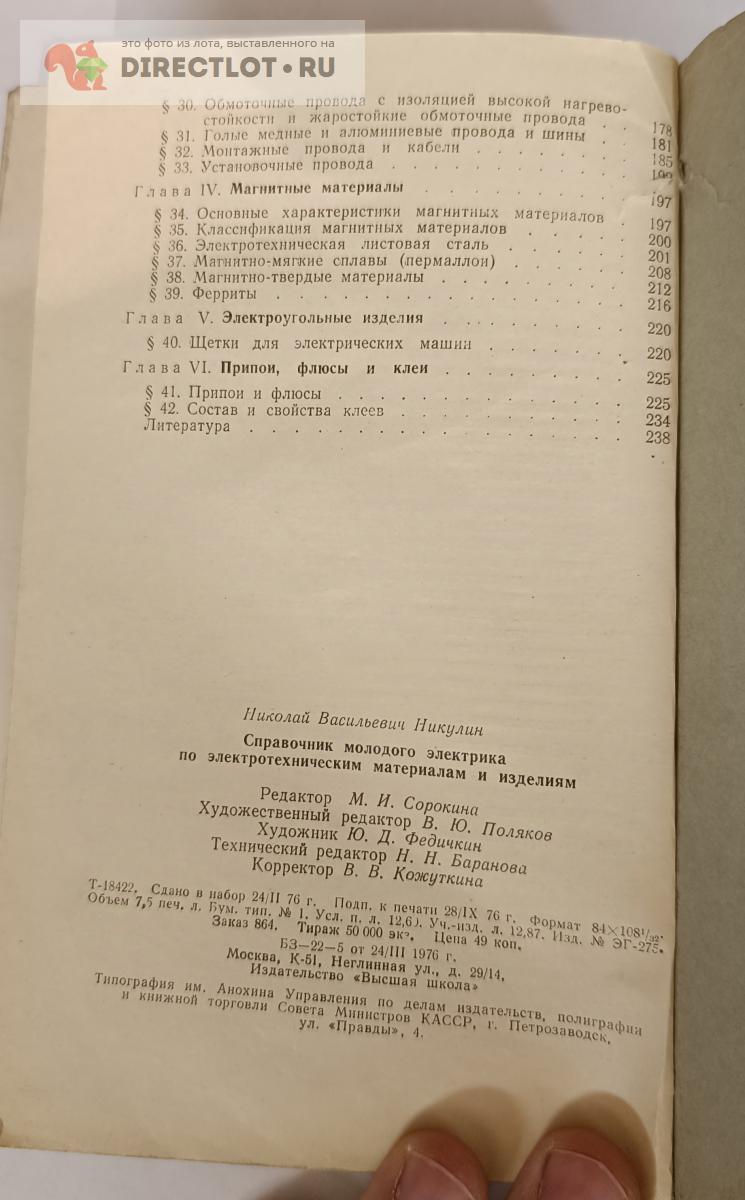 это фото из лота, выставленного на
DIRECTLOT.RU
§ 30. Обмоточные провода с изоляцией высокой нагрево-
стойкости и жаростойкие обмоточные провода . . 178
§ 31. Голые медные и алюминиевые провода и шины . . 181
§ 32. Монтажные провода и кабели . . . . . . . 185
§ 33. Установочные провода . . . . . . . . .
Глава IV. Магнитные материалы . . . . . . . . 197
§ 34. Основные характеристики магнитных материалов . 197
§ 35. Классификация магнитных материалов . . . . . 200
§ 36. Электротехническая листовая сталь . . . . . 201
§ 37. Магнитно-мягкие сплавы (пермаллои) . . . . . 208
§ 38. Магнитно-твердые материалы . . . . . . . 212
§ 39. Ферриты . . . . . . . . . . . . . 216
Глава V. Электроугольные изделия . . . . . . . 220
§ 40. Щетки для электрических машин . . . . . . 220
Глава VI. Припои, флюсы и клеи . . . . . . . 225
§ 41. Припои и флюсы . . . . . . . . . . . 225
§ 42. Состав и свойства клеев . . . . . . . . 234
Литература . . . . . . . . . . . . . . 238
Николай Васильевич Никулин
Справочник молодого электрика
по электротехническим материалам и изделиям
Редактор М. И. Сорокина
Художественный редактор В. Ю. Поляков
Художник Ю. Д. Федичкин
Технический редактор Н. Н. Баранова
Корректор В. В. Кожуткина
Т-18422. Сдано в набор 24/II 76 г. Подп. к печати 28/IX 76 г. Формат 84×108¹/₃₂.
Объем 7,5 печ. л. Бум. тип. № 1. Усл. п. л. 12,6). Уч.-изд. л. 12,87. Изд. № ЭГ-275.
Заказ 864. Тираж 50 000 экз. Цена 49 коп.
БЗ—22—5 от 24/III 1976 г.
Москва, К-51, Неглинная ул., д. 29/14,
Издательство «Высшая школа»
Типография им. Анохина Управления по делам издательств, полиграфии
и книжной торговли Совета Министров КАССР, г. Петрозаводск,
ул. «Правды», 4.